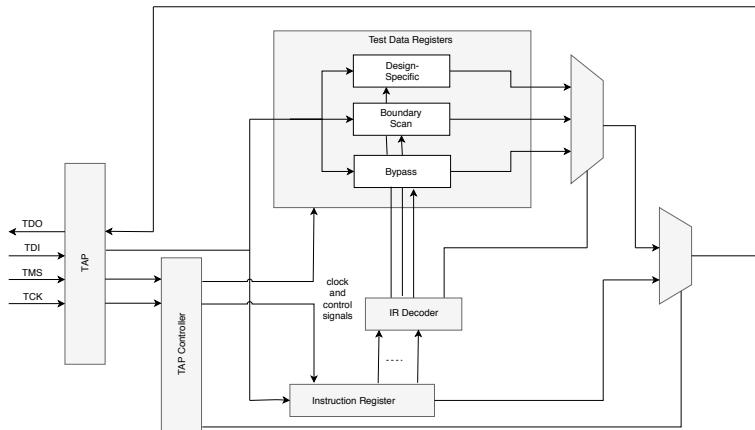 Test Data Registers
Design-
Specific
Boundary
Scan
Bypass
TDO
TDI
TMS
TCK
TAP
TAP Controller
clock
and
control
signals
IR Decoder
Instruction Register